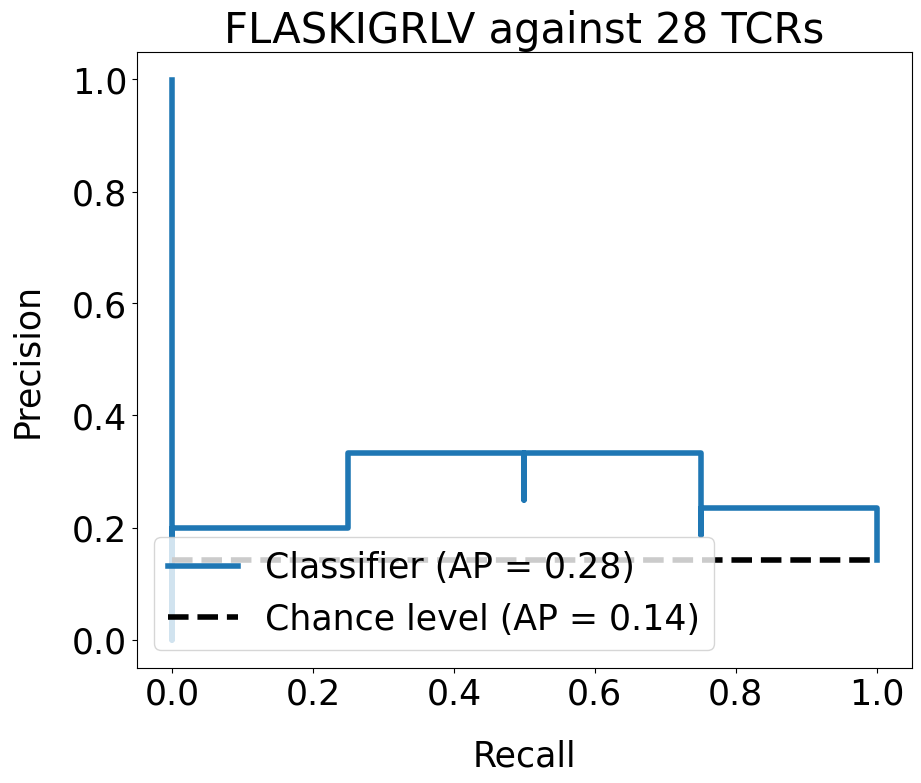 FLASKIGRLV against 28 TCRs
1.0
0.8
0.6
0.4
0.2
0.0
Precision
Classifier (AP = 0.28)
Chance level (AP = 0.14)
0.0 0.2 0.4 0.6 0.8 1.0
Recall